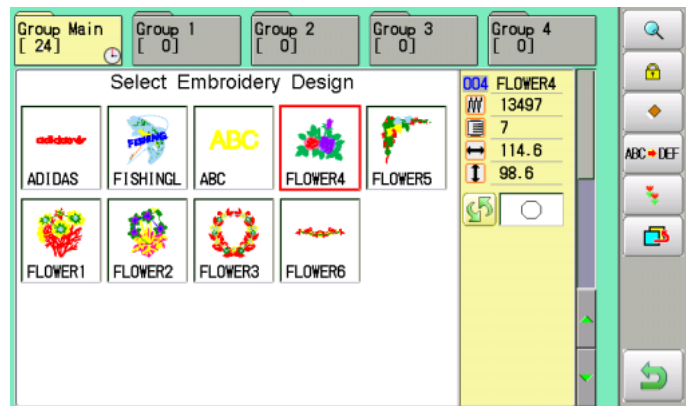 Group Main
[ 24]
Group 1
[ 0]
Group 2
[ 0]
Group 3
[ 0]
Group 4
[ 0]
Select Embroidery Design
004 FLOWER4
13497
7
114.6
98.6
adidas
FISHING
ABC
ADIDAS
FISHINGL
ABC
FLOWER4
FLOWER5
FLOWER1
FLOWER2
FLOWER3
FLOWER6
ABC DEF